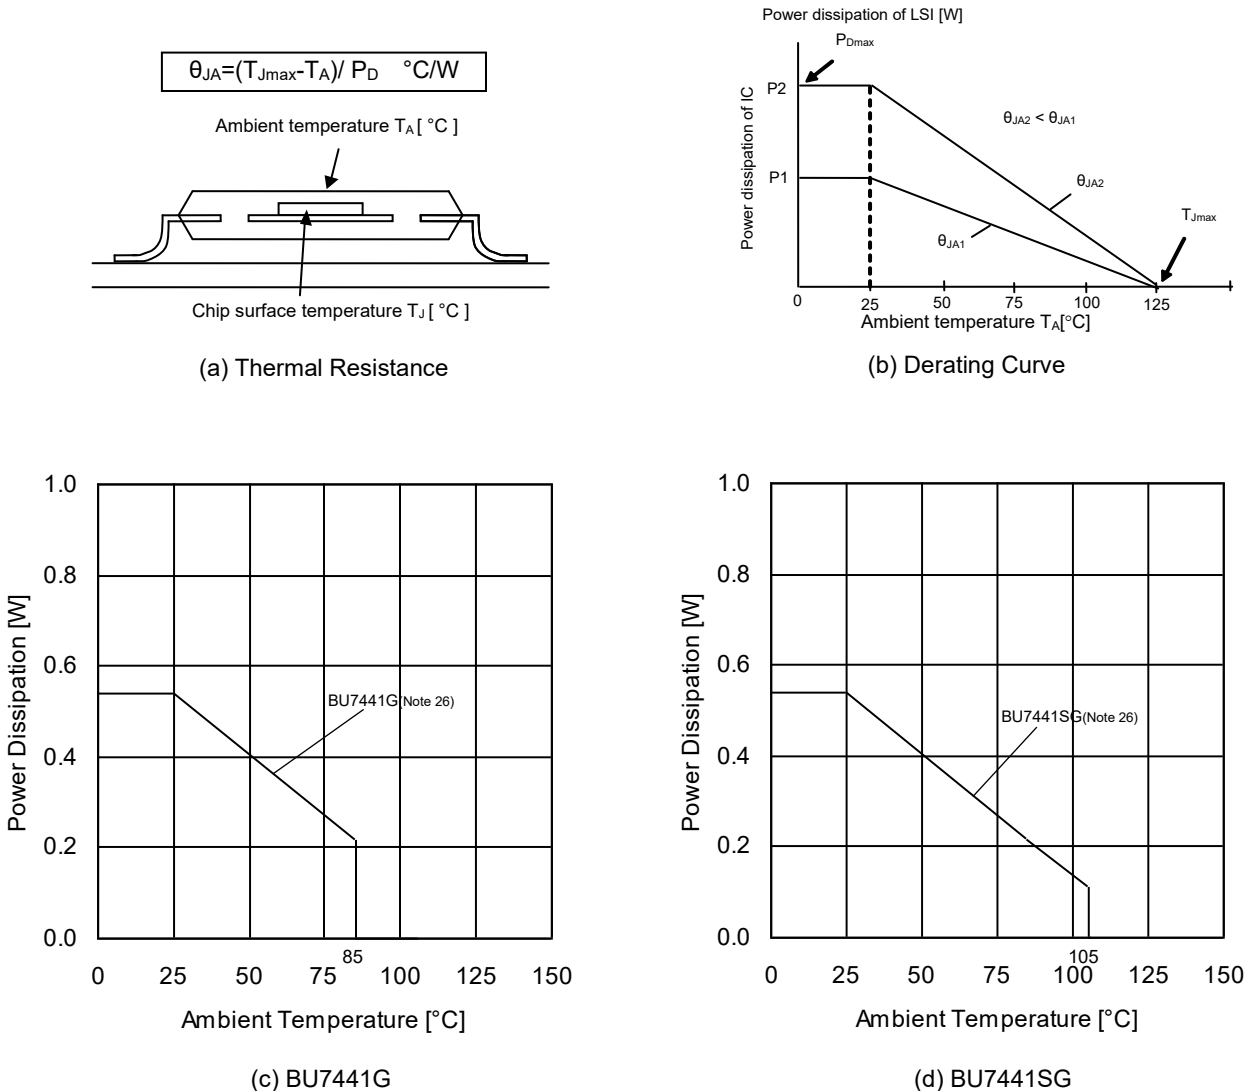 θJA=(TJmax-TA)/ PD °C/W
Ambient temperature TA [ °C ]
Chip surface temperature TJ [ °C ]
(a) Thermal Resistance
Power dissipation of LSI [W]
PDmax
P2
P1
Power dissipation of IC
θJA2 < θJA1
θJA2
θJA1
TJmax
0 25 50 75 100 125
Ambient temperature TA[°C]
(b) Derating Curve
1.0
0.8
0.6
0.4
0.2
0.0
Power Dissipation [W]
BU7441G(Note 26)
85
0 25 50 75 100 125 150
Ambient Temperature [°C]
(c) BU7441G
1.0
0.8
0.6
0.4
0.2
0.0
Power Dissipation [W]
BU7441SG(Note 26)
105
0 25 50 75 100 125 150
Ambient Temperature [°C]
(d) BU7441SG